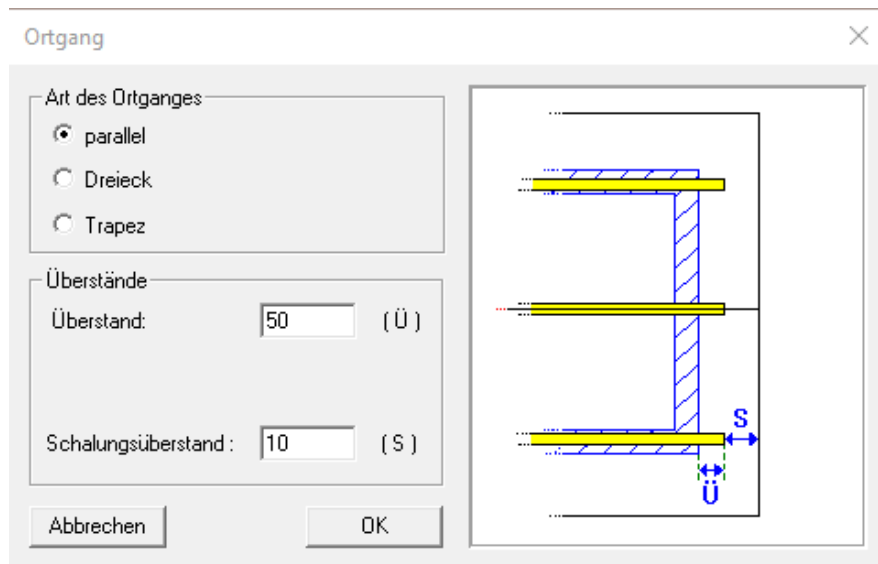 Ortgang
Art des Ortganges
parallel
Dreieck
Trapez
Überstände
Überstand: 50 ( Ü )
Schalungsüberstand : 10 ( S )
Abbrechen OK
S
Ü